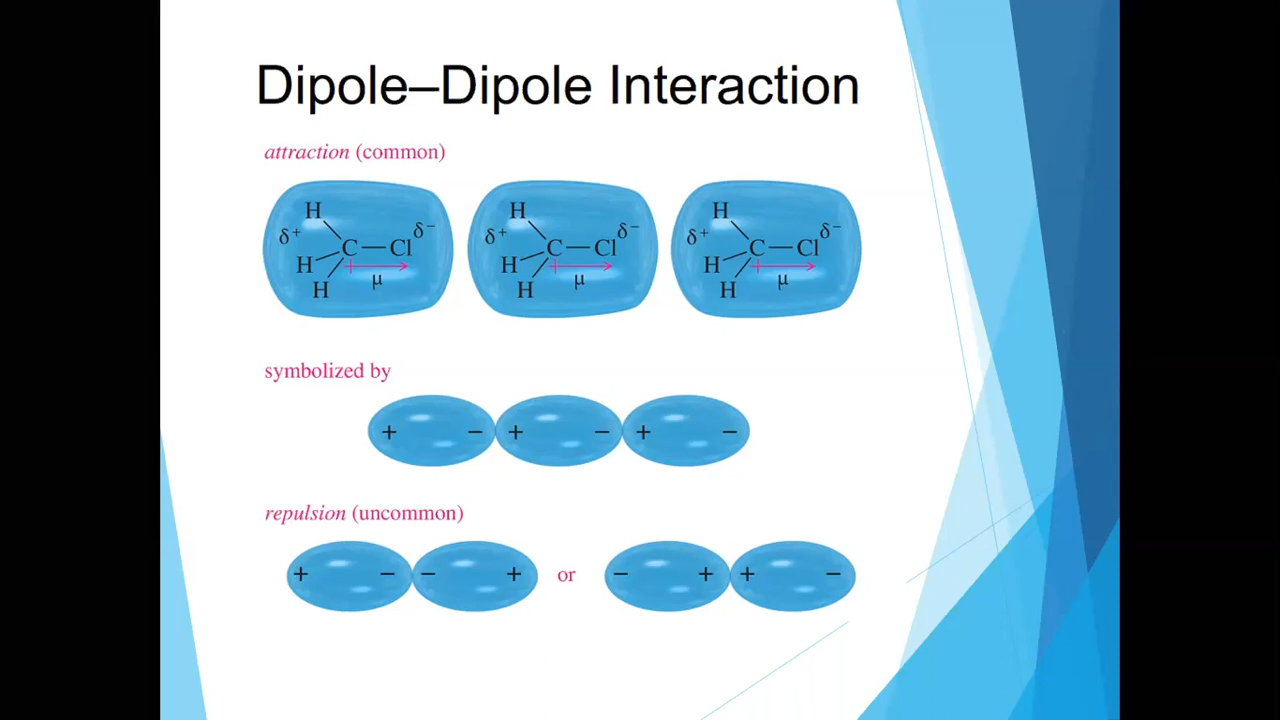 Dipole–Dipole Interaction
attraction (common)
H H H
δ+ δ− δ+ δ− δ+ δ−
C—Cl C—Cl C—Cl
H H H
μ μ μ
H H H
symbolized by
+ − + − + −
repulsion (uncommon)
+ − − + or − + + −